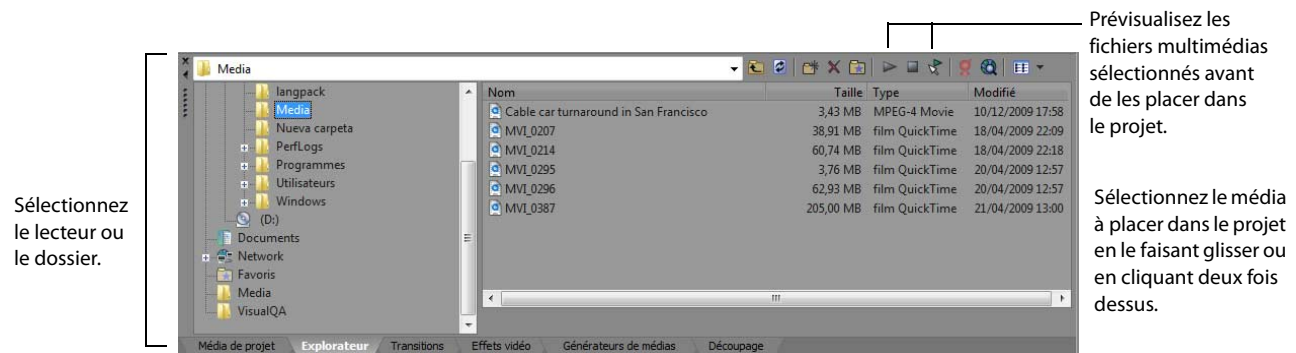 Prévisualisez les
fichiers multimédias
sélectionnés avant
de les placer dans
le projet.
Sélectionnez le média
à placer dans le projet
en le faisant glisser ou
en cliquant deux fois
dessus.
Sélectionnez
le lecteur ou
le dossier.
Media
langpack
Media
Nueva carpeta
PerfLogs
Programmes
Utilisateurs
Windows
(D:)
Documents
Network
Favoris
Media
VisualQA
Nom Taille Type Modifié
Cable car turnaround in San Francisco 3,43 MB MPEG-4 Movie 10/12/2009 17:58
MVI_0207 38,91 MB film QuickTime 18/04/2009 22:09
MVI_0214 60,74 MB film QuickTime 18/04/2009 22:18
MVI_0295 3,76 MB film QuickTime 20/04/2009 12:57
MVI_0296 62,93 MB film QuickTime 20/04/2009 12:57
MVI_0387 205,00 MB film QuickTime 21/04/2009 13:00
Média de projet Explorateur Transitions Effets vidéo Générateurs de médias Découpage